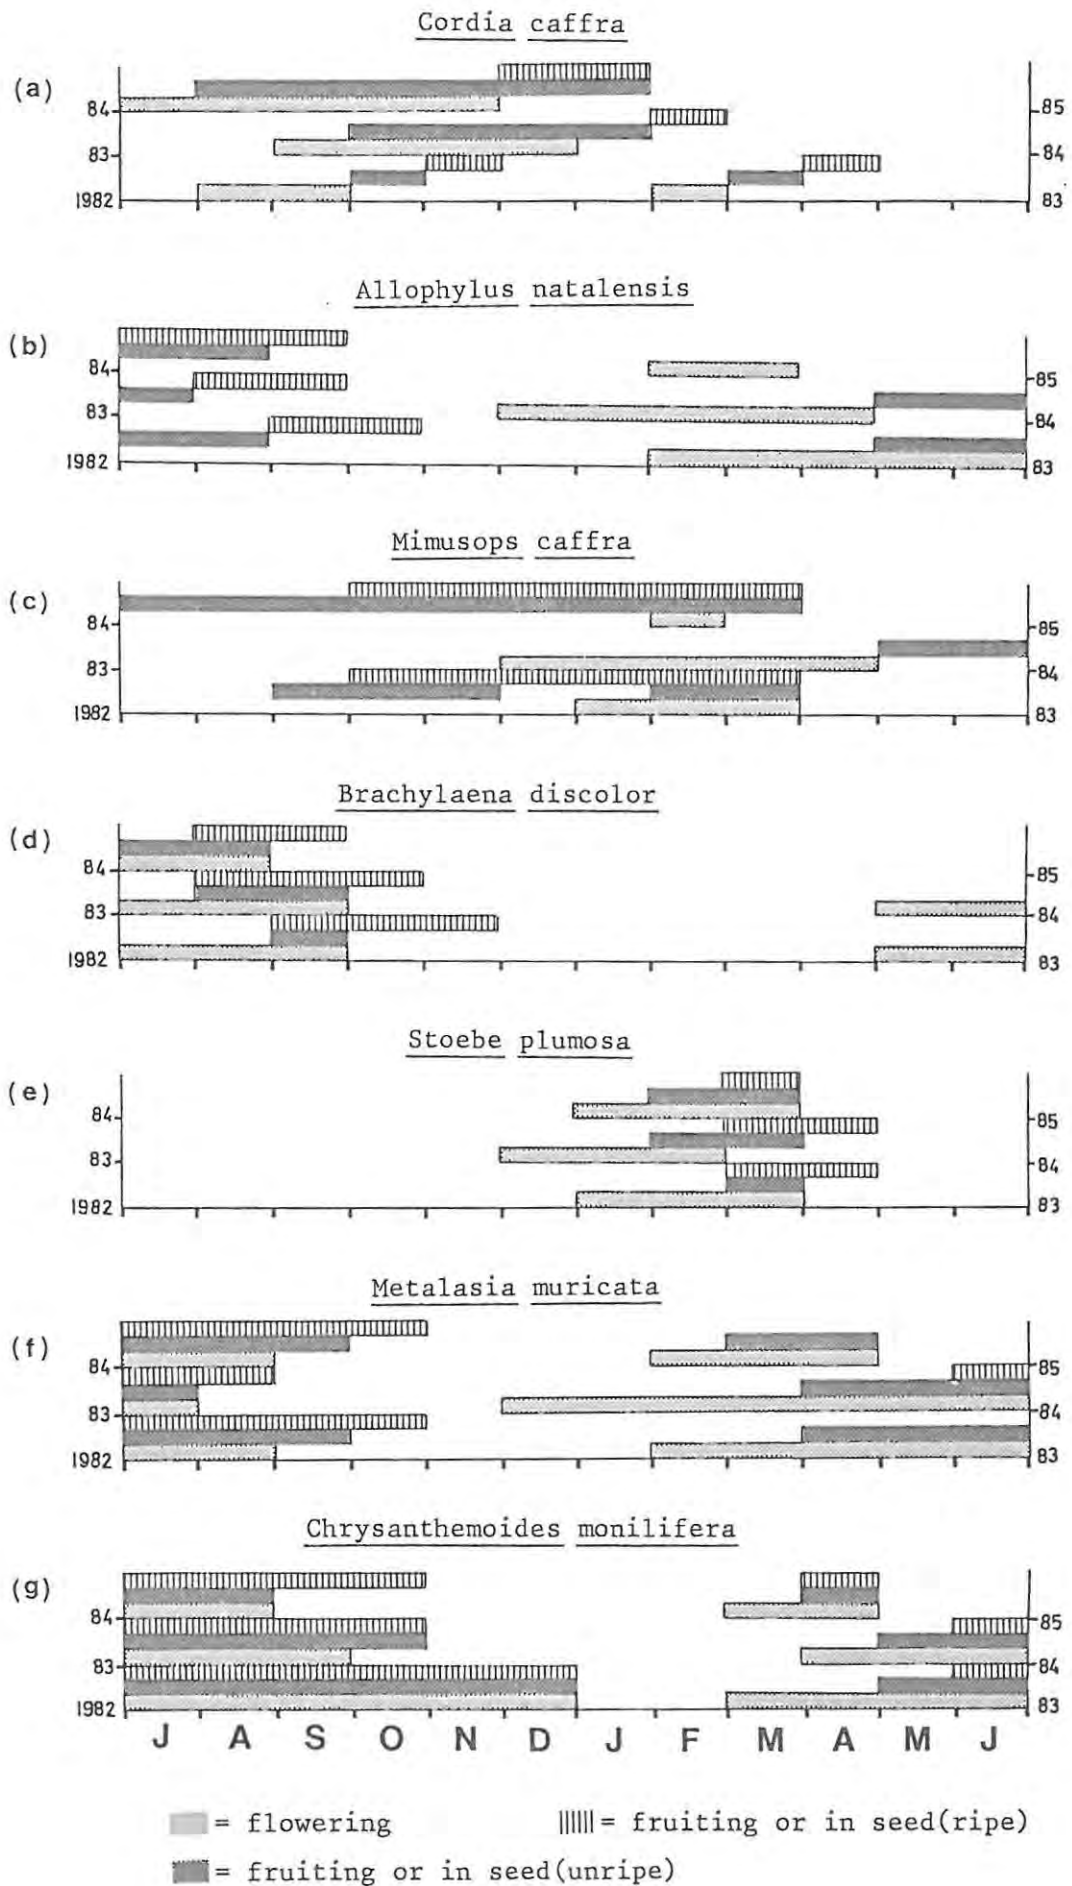 Cordia caffra
(a)
84 85
83 84
1982 83
Allophylus natalensis
(b)
84 85
83 84
1982 83
Mimusops caffra
(c)
84 85
83 84
1982 83
Brachylaena discolor
(d)
84 85
83 84
1982 83
Stoebe plumosa
(e)
84 85
83 84
1982 83
Metalasia muricata
(f)
84 85
83 84
1982 83
Chrysanthemoides monilifera
(g)
84 85
83 84
1982 83
J A S O N D J F M A M J
= flowering = fruiting or in seed(ripe)
= fruiting or in seed(unripe)